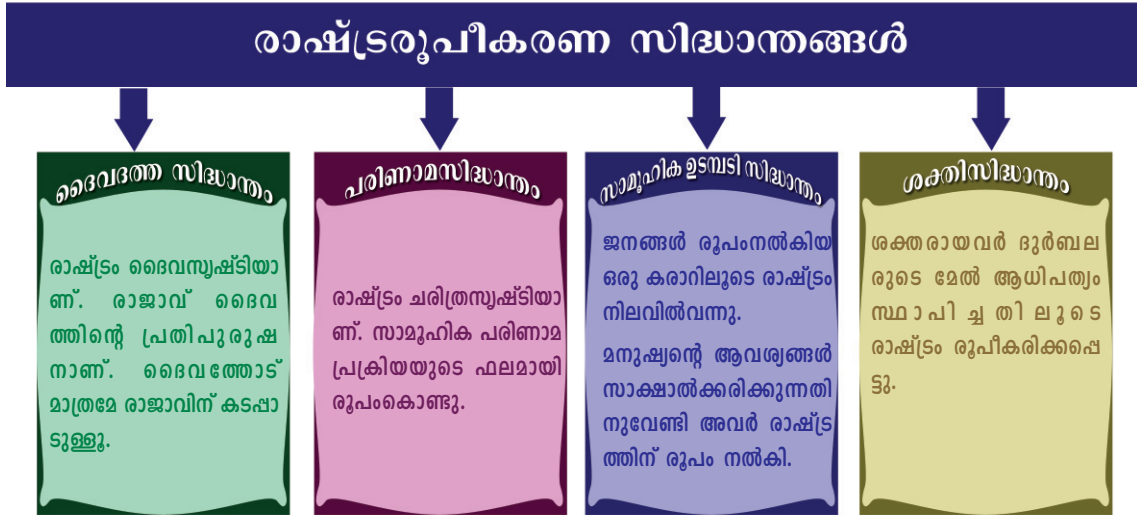 രാഷ്ട്രരൂപീകരണ സിദ്ധാന്തങ്ങൾ
ദൈവദത്ത സിദ്ധാന്തം
രാഷ്ട്രം ദൈവസൃഷ്ടിയാ
ണ്. രാജാവ് ദൈവ
ത്തിന്റെ പ്രതിപുരുഷ
നാണ്. ദൈവത്തോട്
മാത്രമേ രാജാവിന് കടപ്പാ
ടുള്ളൂ.
പരിണാമസിദ്ധാന്തം
രാഷ്ട്രം ചരിത്രസൃഷ്ടിയാ
ണ്. സാമൂഹിക പരിണാമ
പ്രക്രിയയുടെ ഫലമായി
രൂപംകൊണ്ടു.
സാമൂഹിക ഉടമ്പടി സിദ്ധാന്തം
ജനങ്ങൾ രൂപംനൽകിയ
ഒരു കരാറിലൂടെ രാഷ്ട്രം
നിലവിൽവന്നു.
മനുഷ്യന്റെ ആവശ്യങ്ങൾ
സാക്ഷാൽക്കരിക്കുന്നതി
നുവേണ്ടി അവർ രാഷ്ട്ര
ത്തിന് രൂപം നൽകി.
ശക്തിസിദ്ധാന്തം
ശക്തരായവർ ദുർബല
രുടെ മേൽ ആധിപത്യം
സ്ഥാപിച്ചതിലൂടെ
രാഷ്ട്രം രൂപീകരിക്കപ്പെ
ട്ടു.